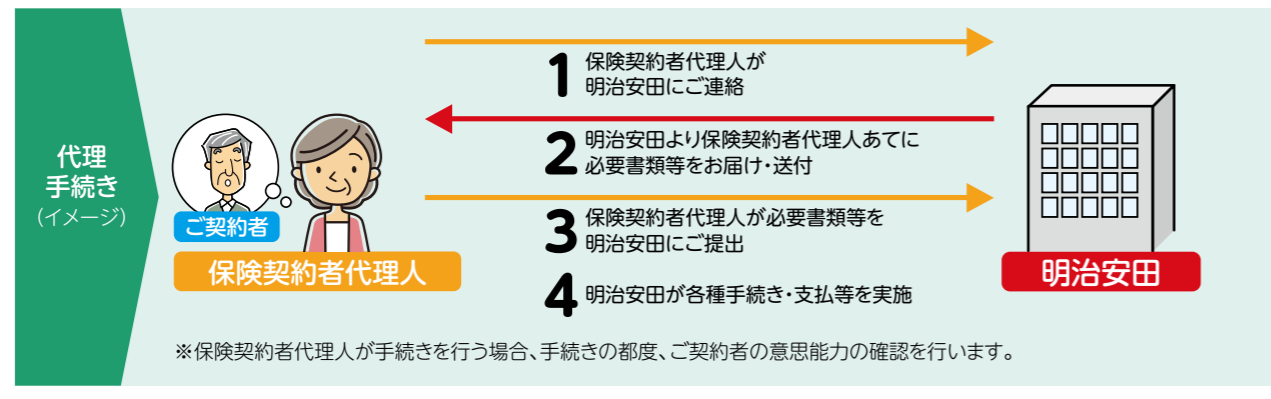 代理
手続き
(イメージ)
ご契約者
保険契約者代理人
1 保険契約者代理人が
明治安田にご連絡
2 明治安田より保険契約者代理人あてに
必要書類等をお届け・送付
3 保険契約者代理人が必要書類等を
明治安田にご提出
4 明治安田が各種手続き・支払等を実施
明治安田
※保険契約者代理人が手続きを行う場合、手続きの都度、ご契約者の意思能力の確認を行います。